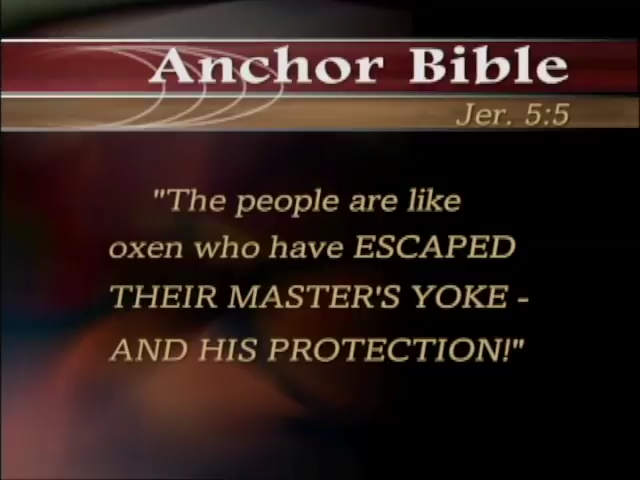 Anchor Bible
Jer. 5:5
"The people are like
oxen who have ESCAPED
THEIR MASTER'S YOKE -
AND HIS PROTECTION!"